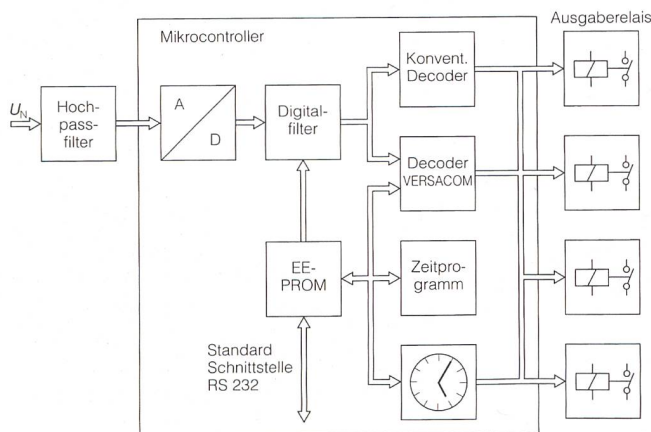 Ausgaberelais
Mikrocontroller
Konvent.
Decoder
U_N
Hoch-
pass-
filter
A
D
Digital-
filter
Decoder
VERSACOM
EE-
PROM
Zeitpro-
gramm
Standard
Schnittstelle
RS 232